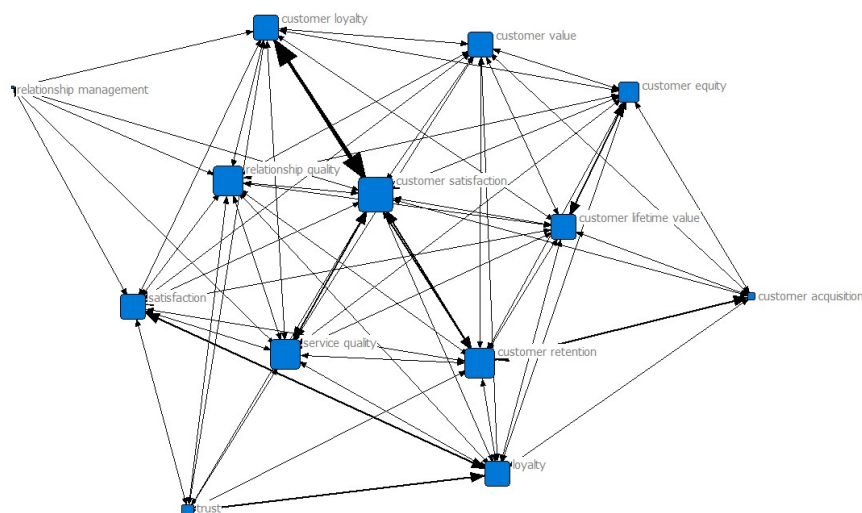 customer loyalty
customer value
relationship management
customer equity
relationship quality
customer satisfaction
customer lifetime value
satisfaction
customer acquisition
service quality
customer retention
loyalty
trust